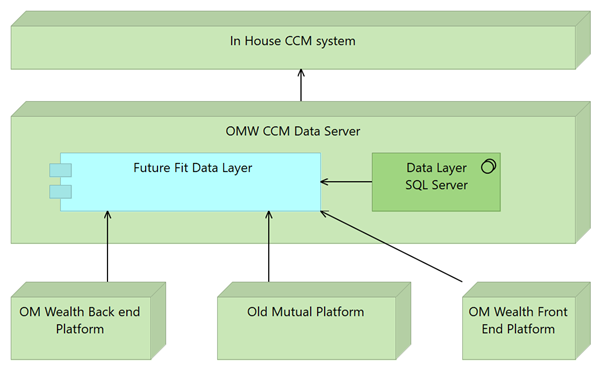 In House CCM system
OMW CCM Data Server
Future Fit Data Layer
Data Layer
SQL Server
OM Wealth Back end
Platform
Old Mutual Platform
OM Wealth Front
End Platform